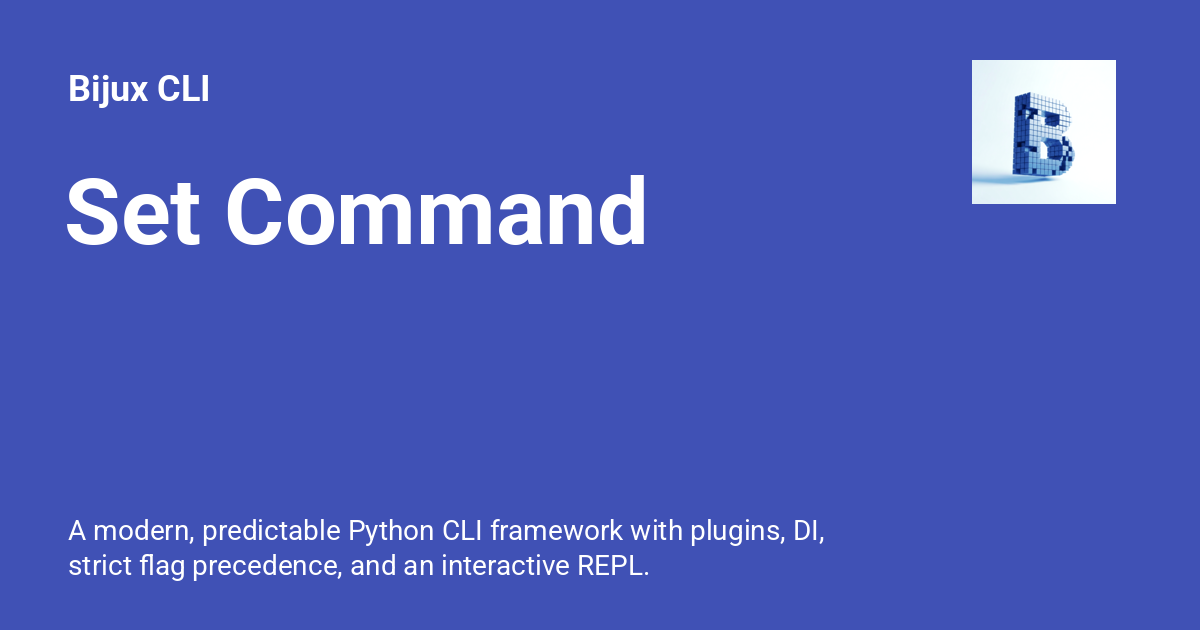 Bijux CLI
Set Command
B
A modern, predictable Python CLI framework with plugins, DI,
strict flag precedence, and an interactive REPL.